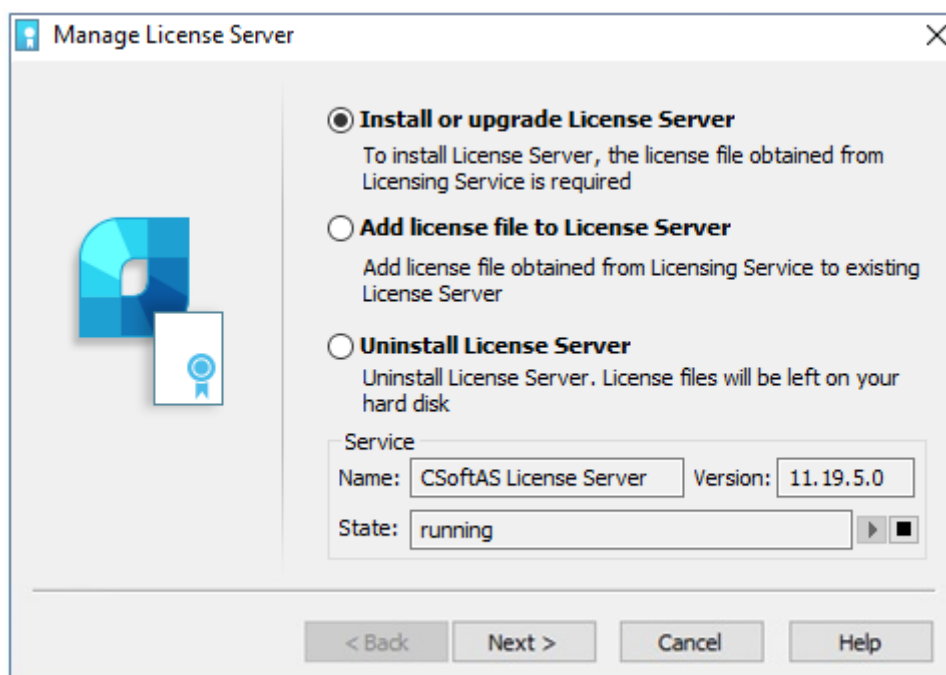 Manage License Server
Install or upgrade License Server
To install License Server, the license file obtained from
Licensing Service is required
Add license file to License Server
Add license file obtained from Licensing Service to existing
License Server
Uninstall License Server
Uninstall License Server. License files will be left on your
hard disk
Service
Name: CSoftAS License Server Version: 11.19.5.0
State: running
< Back Next > Cancel Help